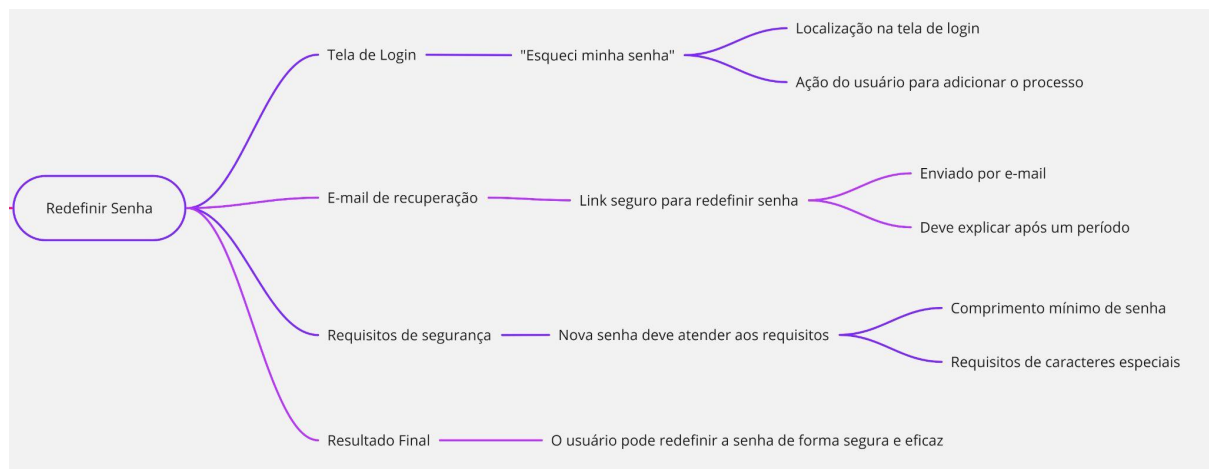 Redefinir Senha
Tela de Login
"Esqueci minha senha"
Localização na tela de login
Ação do usuário para adicionar o processo
E-mail de recuperação
Link seguro para redefinir senha
Enviado por e-mail
Deve explicar após um período
Requisitos de segurança
Nova senha deve atender aos requisitos
Comprimento mínimo de senha
Requisitos de caracteres especiais
Resultado Final
O usuário pode redefinir a senha de forma segura e eficaz